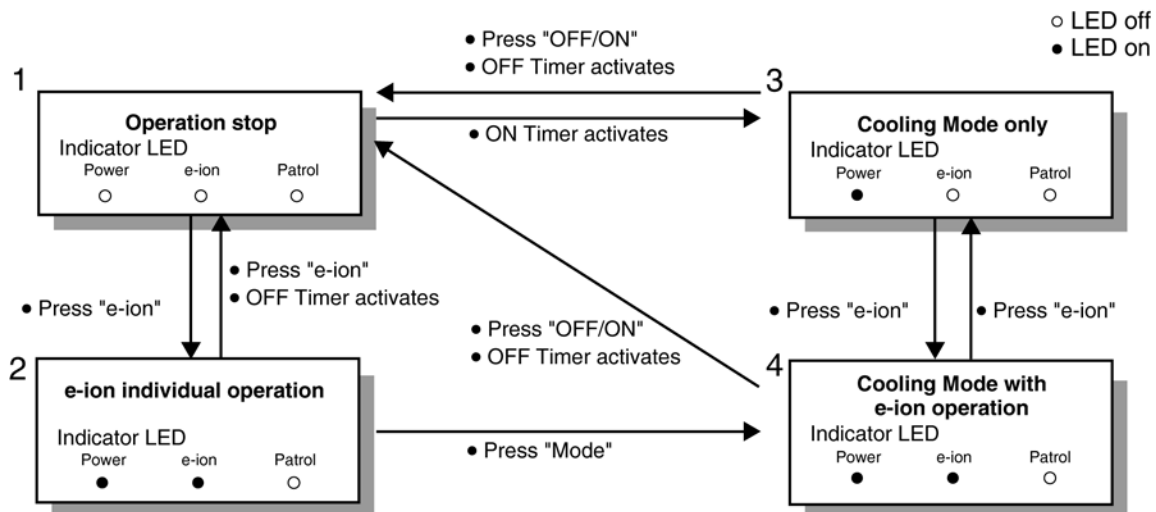 ○ LED off
● LED on
● Press "OFF/ON"
● OFF Timer activates
1
3
Operation stop
Indicator LED
Power e-ion Patrol
● ON Timer activates
Cooling Mode only
Indicator LED
Power e-ion Patrol
● Press "e-ion"
● Press "e-ion"
● OFF Timer activates
● Press "OFF/ON"
● OFF Timer activates
● Press "e-ion"
● Press "e-ion"
2
4
e-ion individual operation
Indicator LED
Power e-ion Patrol
● Press "Mode"
Cooling Mode with
e-ion operation
Indicator LED
Power e-ion Patrol